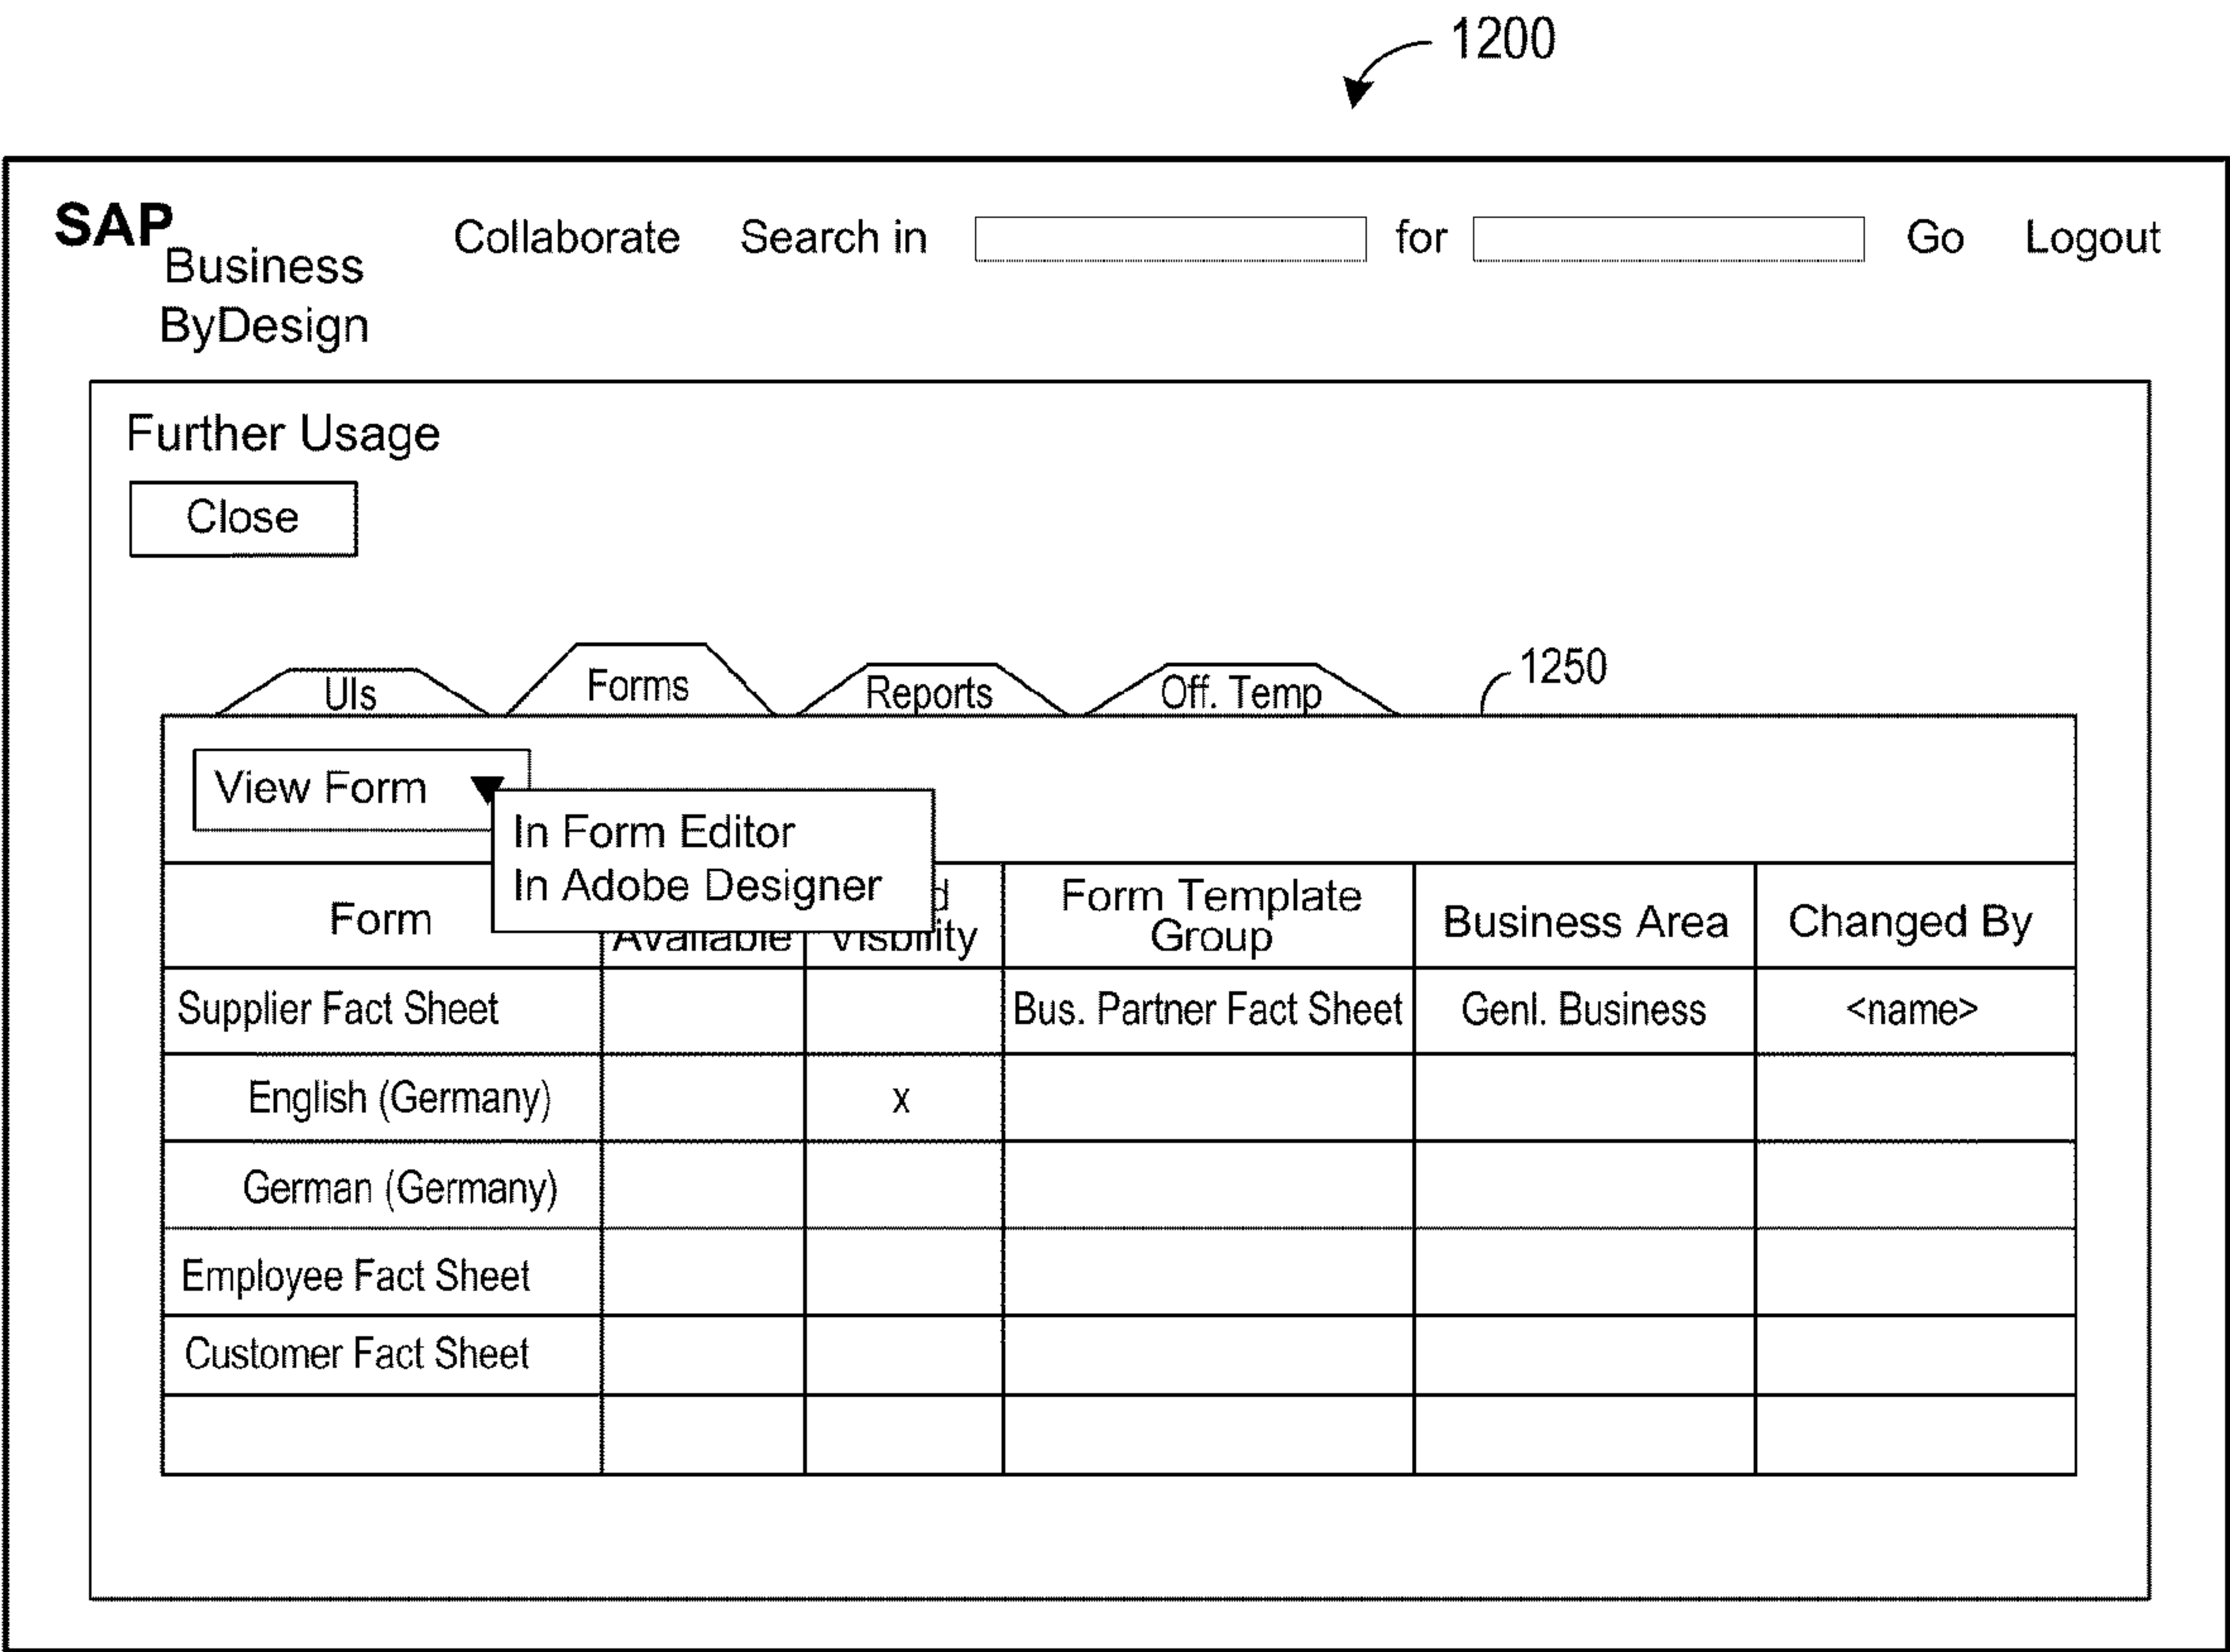 1200
SAP
Business
ByDesign
Collaborate Search in for Go Logout
Further Usage
Close
UIs Forms Reports Off. Temp 1250
View Form
In Form Editor
In Adobe Designer
Form Available Visbility Form Template Group Business Area Changed By
Supplier Fact Sheet Bus. Partner Fact Sheet Genl. Business <name>
English (Germany) x
German (Germany)
Employee Fact Sheet
Customer Fact Sheet